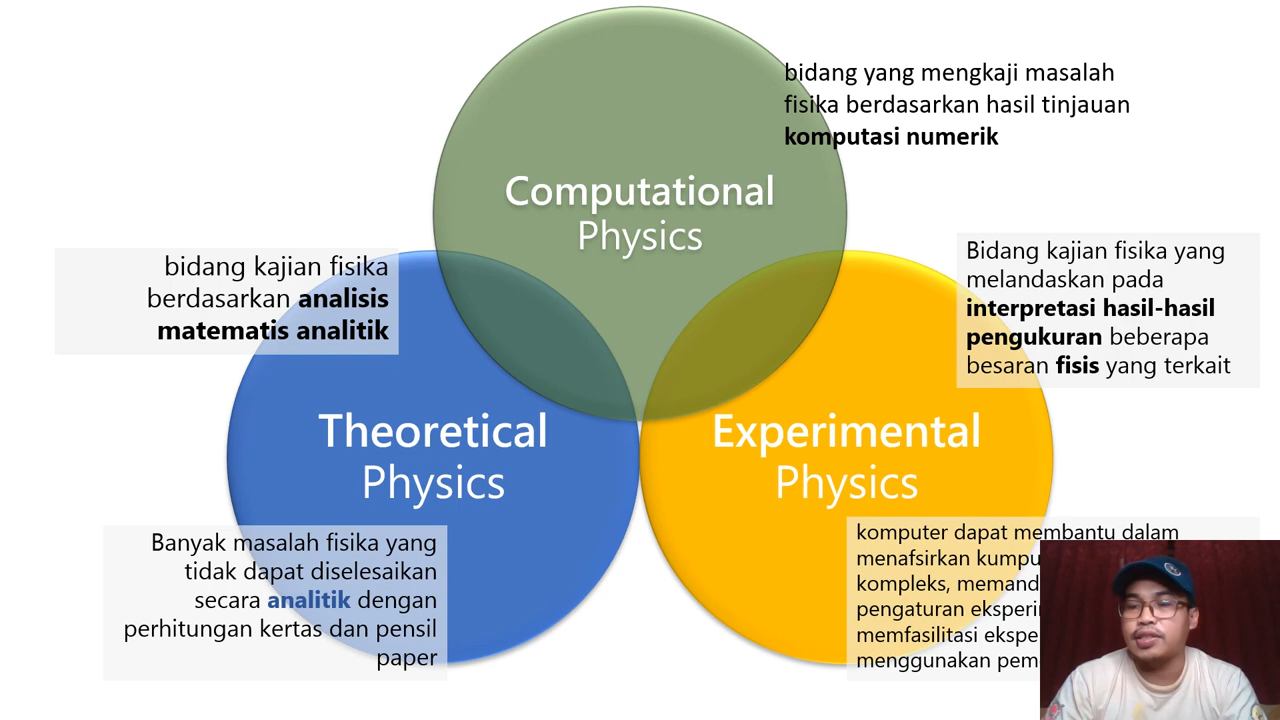 bidang yang mengkaji masalah
fisika berdasarkan hasil tinjauan
komputasi numerik
Computational
Physics
bidang kajian fisika
berdasarkan analisis
matematis analitik
Bidang kajian fisika yang
melandaskan pada
interpretasi hasil-hasil
pengukuran beberapa
besaran fisis yang terkait
Theoretical
Physics
Experimental
Physics
Banyak masalah fisika yang
tidak dapat diselesaikan
secara analitik dengan
perhitungan kertas dan pensil
paper
komputer dapat membantu dalam
menafsirkan
kompleks,
pengaturan
memfasilitasi
menggunakan